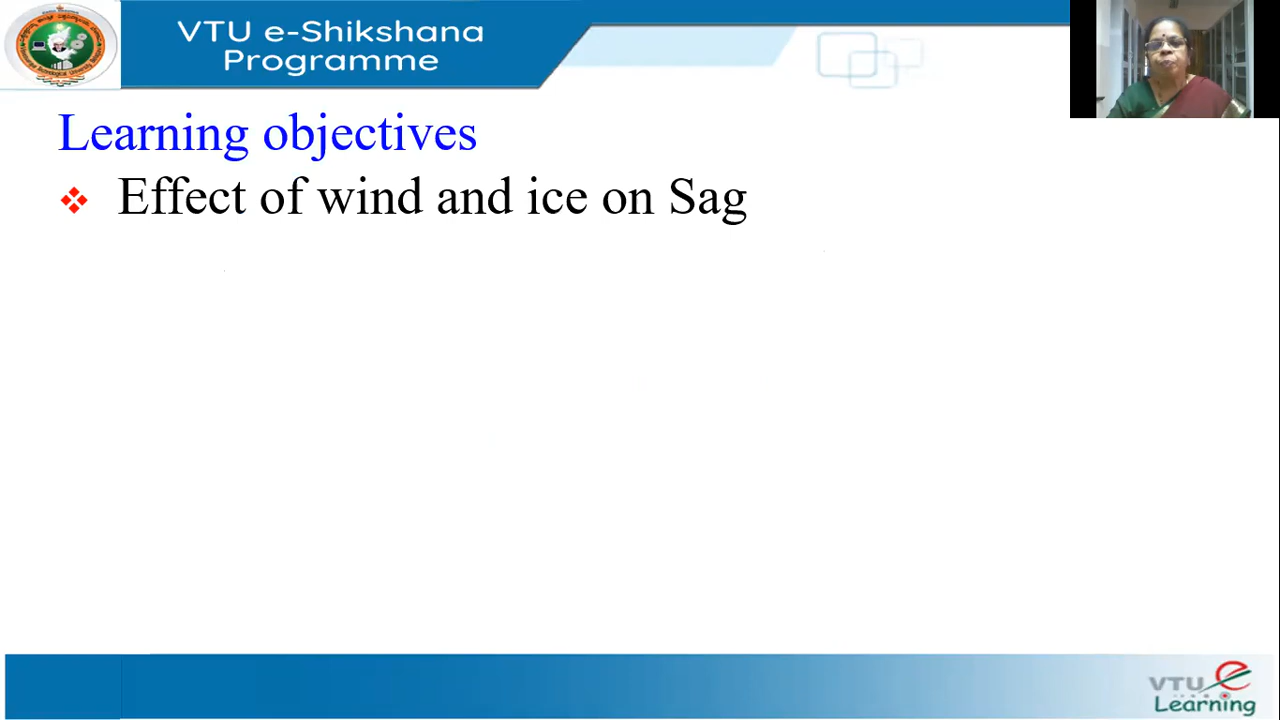 VTU e-Shikshana
Programme
Learning objectives
❖ Effect of wind and ice on Sag
VTU e
Learning